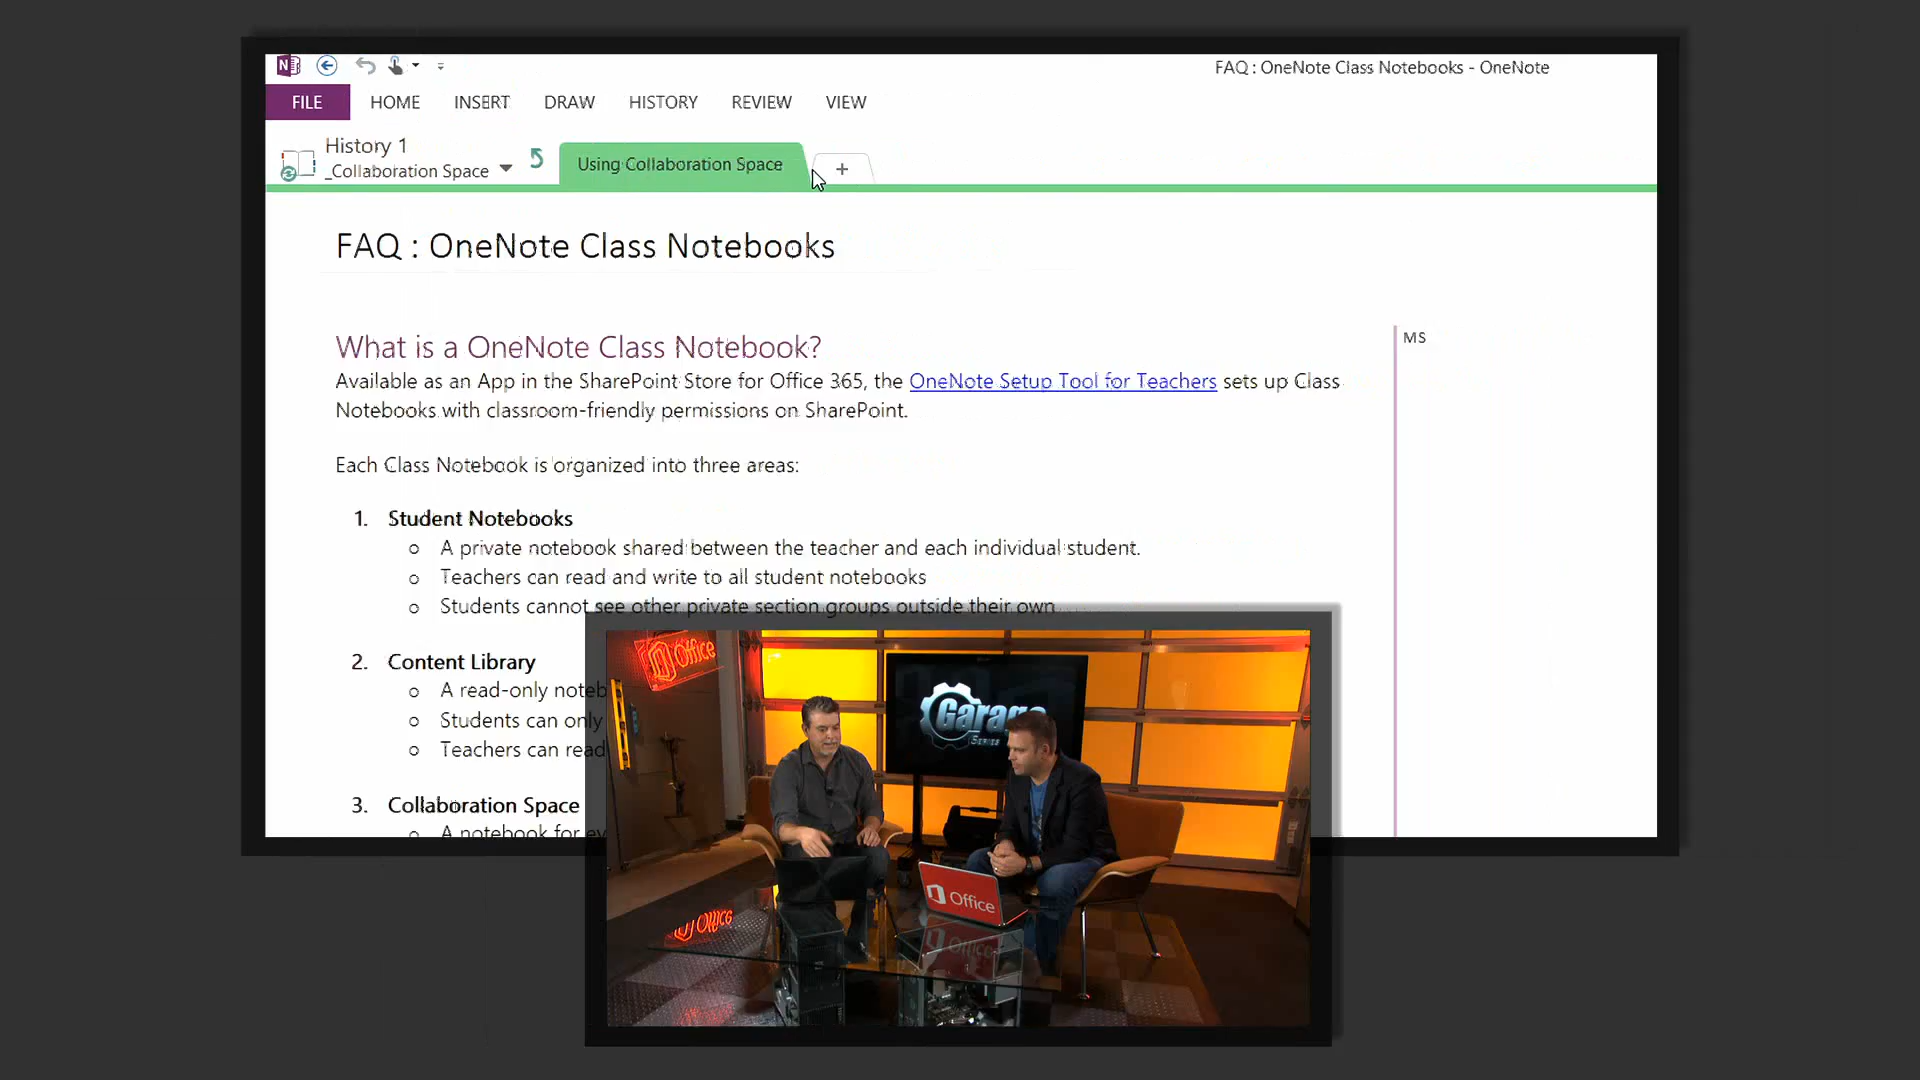 FAQ : OneNote Class Notebooks - OneNote
FILE HOME INSERT DRAW HISTORY REVIEW VIEW
History 1
_Collaboration Space
Using Collaboration Space
+
FAQ : OneNote Class Notebooks
What is a OneNote Class Notebook?
MS
Available as an App in the SharePoint Store for Office 365, the OneNote Setup Tool for Teachers sets up Class
Notebooks with classroom-friendly permissions on SharePoint.
Each Class Notebook is organized into three areas:
1. Student Notebooks
o A private notebook shared between the teacher and each individual student.
o Teachers can read and write to all student notebooks
o Students cannot see other private section groups outside their own
2. Content Library
o A read-only noteb
o Students can only
o Teachers can read
3. Collaboration Space
o A notebook for ev
Office
Garage
Series
Office